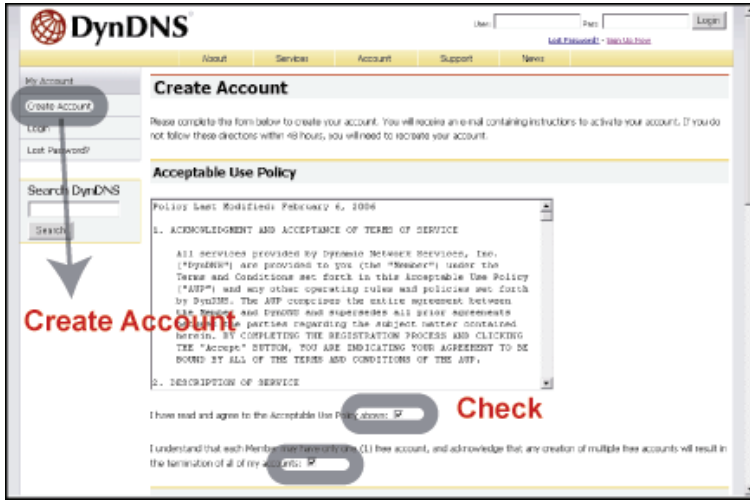 DynDNS
User: Pass: Login
Lost Password? - Sign Up Now
About Services Account Support News
My Account
Create Account
Login
Lost Password?
Search DynDNS
Search
Create Account
Create Account
Please complete the form below to create your account. You will receive an e-mail containing instructions to activate your account. If you do
not follow these directions within 48 hours, you will need to recreate your account.
Acceptable Use Policy
Policy Last Modified: February 6, 2006
1. ACKNOWLEDGMENT AND ACCEPTANCE OF TERMS OF SERVICE
All services provided by Dynamic Network Services, Inc.
("DynDNS") are provided to you (the "Member") under the
Terms and Conditions set forth in this Acceptable Use Policy
("AUP") and any other operating rules and policies set forth
by DynDNS. The AUP comprises the entire agreement between
the Member and DynDNS and supersedes all prior agreements
between the parties regarding the subject matter contained
herein. BY COMPLETING THE REGISTRATION PROCESS AND CLICKING
THE "Accept" BUTTON, YOU ARE INDICATING YOUR AGREEMENT TO BE
BOUND BY ALL OF THE TERMS AND CONDITIONS OF THE AUP.
2. DESCRIPTION OF SERVICE
I have read and agree to the Acceptable Use Policy above:
Check
I understand that each Member may have only one (1) free account, and acknowledge that any creation of multiple free accounts will result in
the termination of all of my accounts: